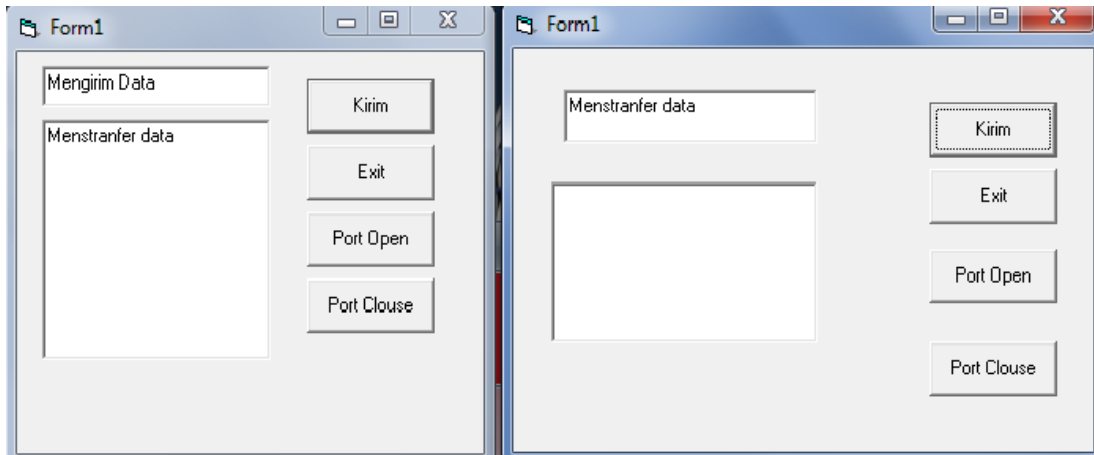 Form1
Mengirim Data
Menstranfer data
Kirim
Exit
Port Open
Port Clouse
Form1
Menstranfer data
Kirim
Exit
Port Open
Port Clouse